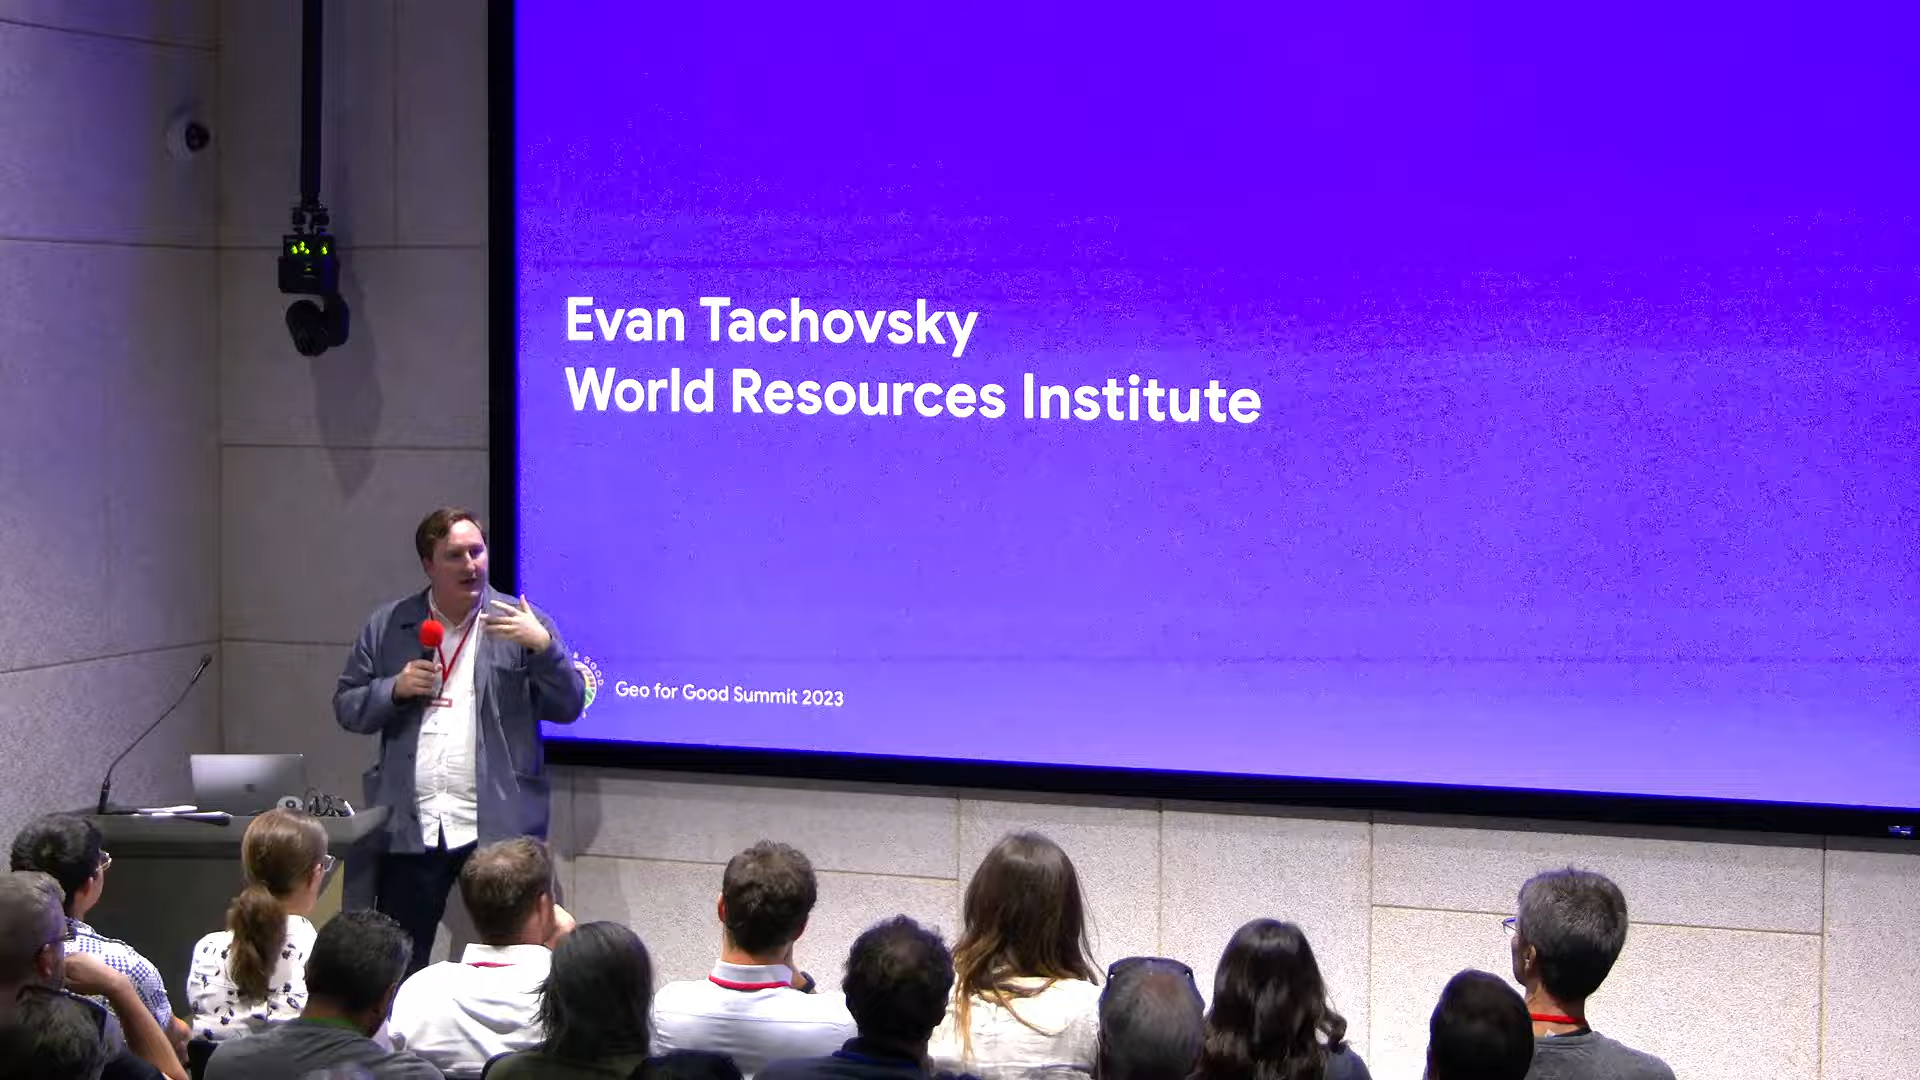 Evan Tachovsky
World Resources Institute
Geo for Good Summit 2023